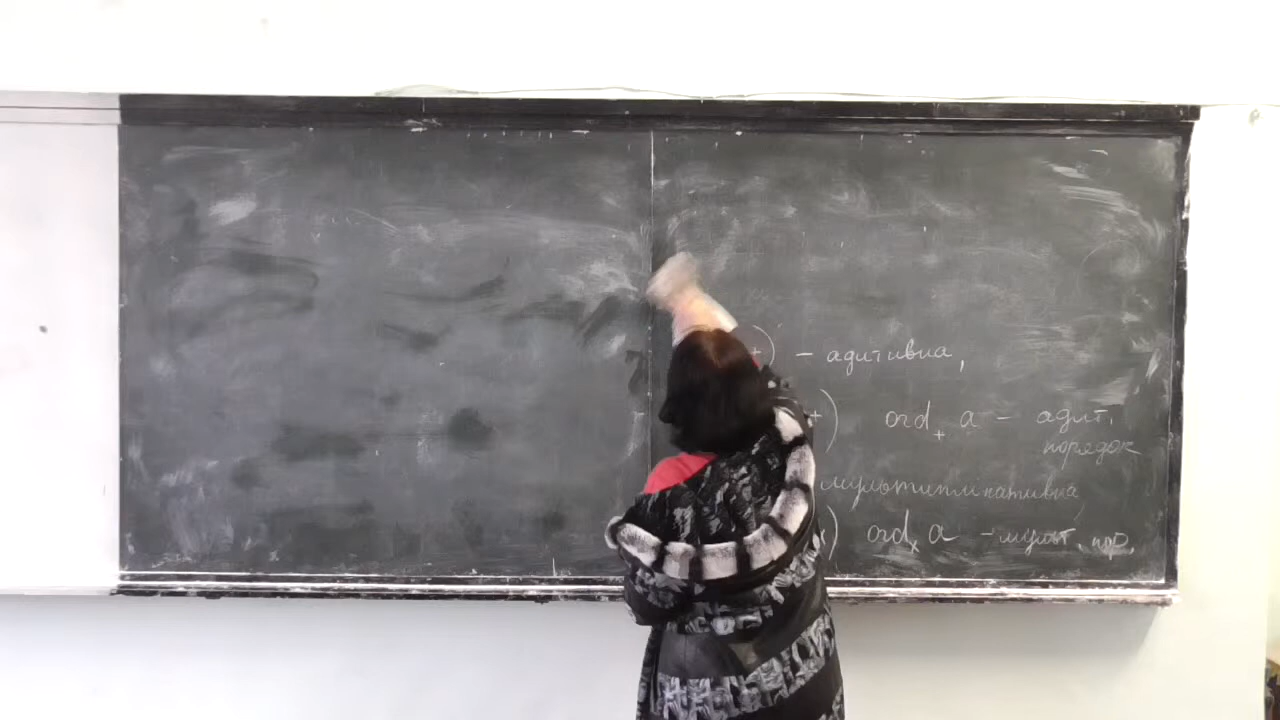 +) – адитивна,
+) ord₊ a – адит.
порядок
мультиплікативна
x) ordₓ a – мульт. пор.